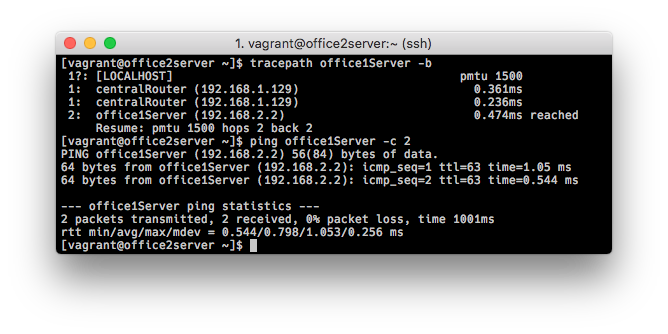 1. vagrant@office2server:~ (ssh)
[vagrant@office2server ~]$ tracepath office1Server -b
 1?: [LOCALHOST]                                         pmtu 1500
 1:  centralRouter (192.168.1.129)                         0.361ms
 1:  centralRouter (192.168.1.129)                         0.236ms
 2:  office1Server (192.168.2.2)                           0.474ms reached
     Resume: pmtu 1500 hops 2 back 2
[vagrant@office2server ~]$ ping office1Server -c 2
PING office1Server (192.168.2.2) 56(84) bytes of data.
64 bytes from office1Server (192.168.2.2): icmp_seq=1 ttl=63 time=1.05 ms
64 bytes from office1Server (192.168.2.2): icmp_seq=2 ttl=63 time=0.544 ms

--- office1Server ping statistics ---
2 packets transmitted, 2 received, 0% packet loss, time 1001ms
rtt min/avg/max/mdev = 0.544/0.798/1.053/0.256 ms
[vagrant@office2server ~]$